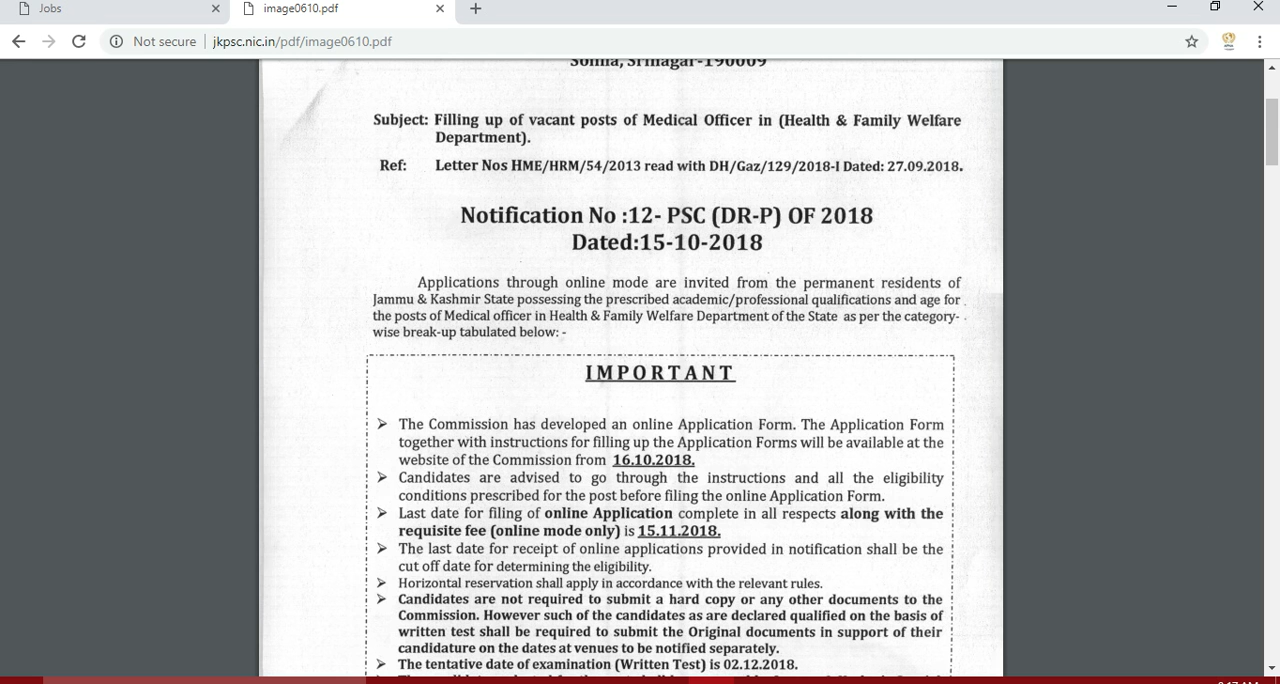 Jobs
image0610.pdf
Not secure | jkpsc.nic.in/pdf/image0610.pdf
Solina, Srinagar-190009
Subject: Filling up of vacant posts of Medical Officer in (Health & Family Welfare
Department).
Ref: Letter Nos HME/HRM/54/2013 read with DH/Gaz/129/2018-I Dated: 27.09.2018.
Notification No :12- PSC (DR-P) OF 2018
Dated:15-10-2018
Applications through online mode are invited from the permanent residents of
Jammu & Kashmir State possessing the prescribed academic/professional qualifications and age for
the posts of Medical officer in Health & Family Welfare Department of the State as per the category-
wise break-up tabulated below: -
IMPORTANT
➢ The Commission has developed an online Application Form. The Application Form
together with instructions for filling up the Application Forms will be available at the
website of the Commission from 16.10.2018.
➢ Candidates are advised to go through the instructions and all the eligibility
conditions prescribed for the post before filing the online Application Form.
➢ Last date for filing of online Application complete in all respects along with the
requisite fee (online mode only) is 15.11.2018.
➢ The last date for receipt of online applications provided in notification shall be the
cut off date for determining the eligibility.
➢ Horizontal reservation shall apply in accordance with the relevant rules.
➢ Candidates are not required to submit a hard copy or any other documents to the
Commission. However such of the candidates as are declared qualified on the basis of
written test shall be required to submit the Original documents in support of their
candidature on the dates at venues to be notified separately.
➢ The tentative date of examination (Written Test) is 02.12.2018.